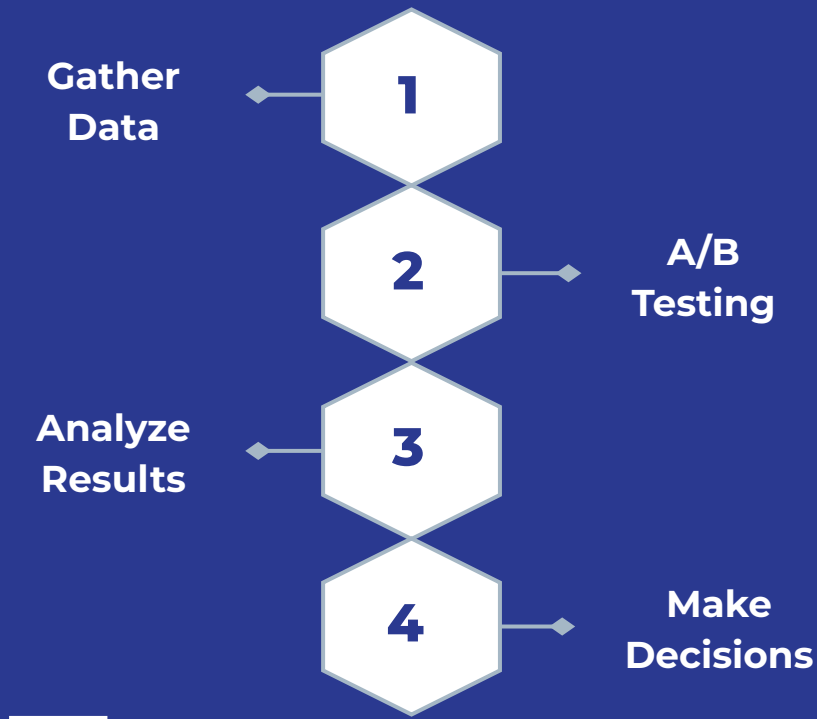 Gather
Data
1
2
A/B
Testing
Analyze
Results
3
4
Make
Decisions